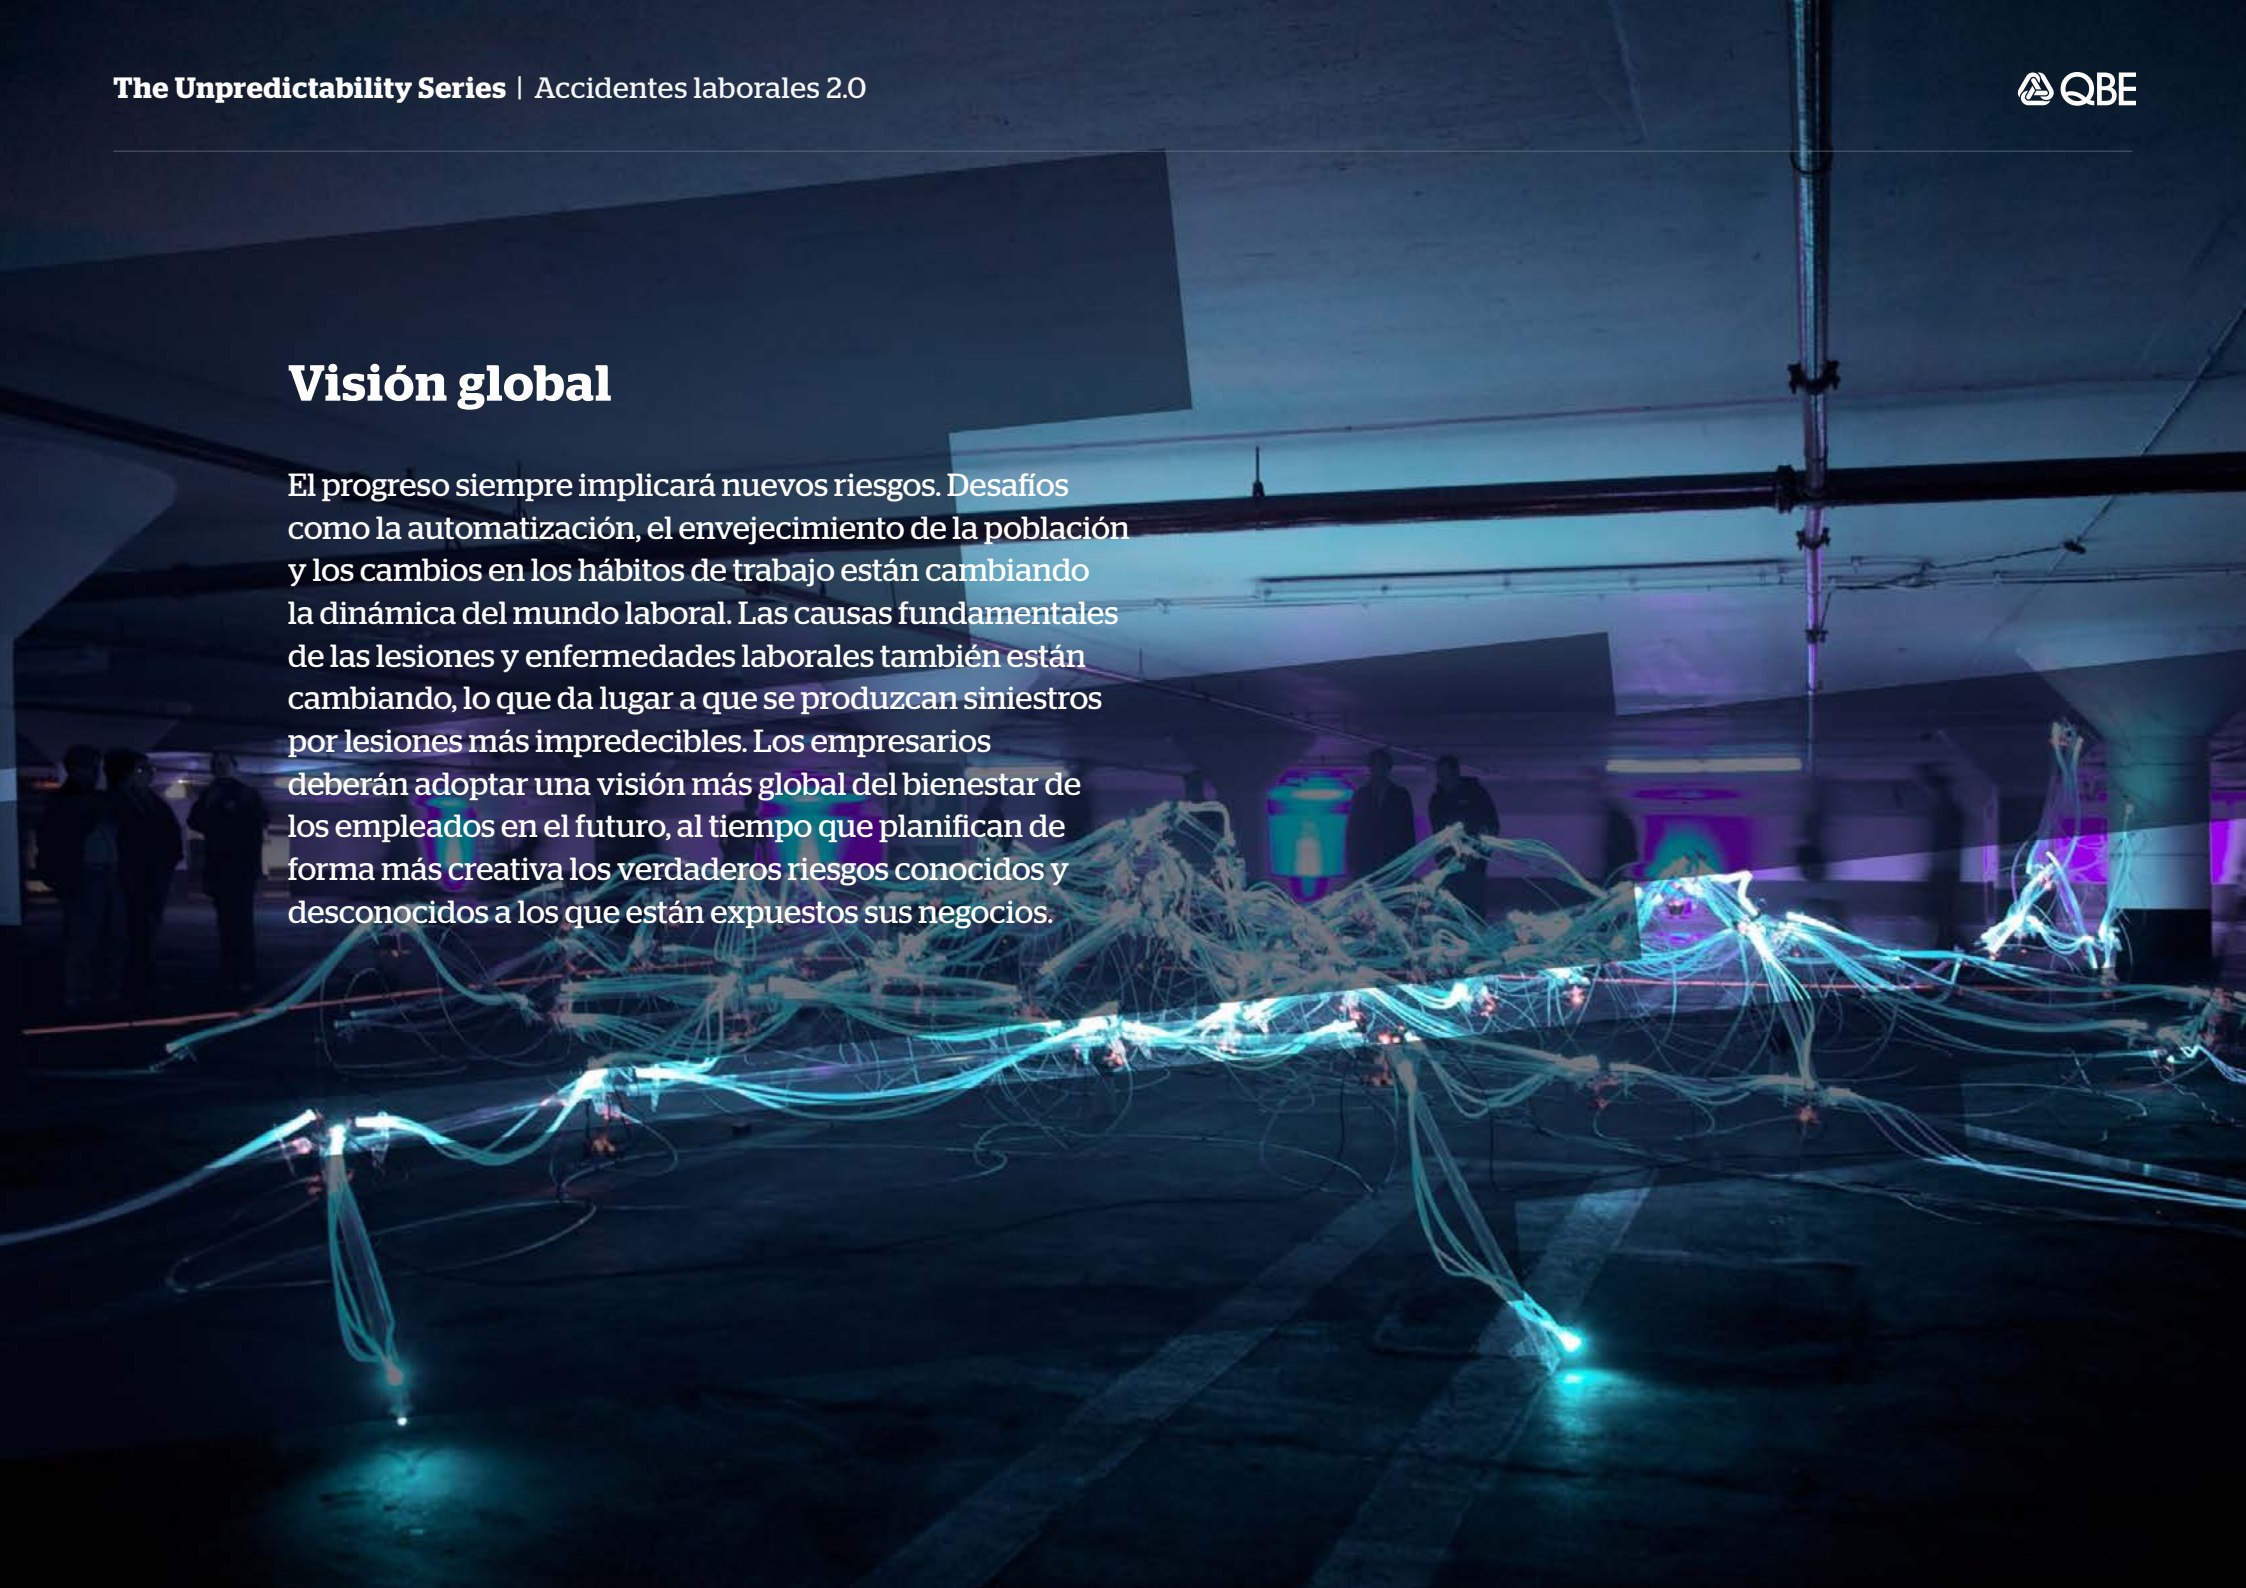 The Unpredictability Series | Accidentes laborales 2.0
QBE
Visión global
El progreso siempre implicará nuevos riesgos. Desafíos
como la automatización, el envejecimiento de la población
y los cambios en los hábitos de trabajo están cambiando
la dinámica del mundo laboral. Las causas fundamentales
de las lesiones y enfermedades laborales también están
cambiando, lo que da lugar a que se produzcan siniestros
por lesiones más impredecibles. Los empresarios
deberán adoptar una visión más global del bienestar de
los empleados en el futuro, al tiempo que planifican de
forma más creativa los verdaderos riesgos conocidos y
desconocidos a los que están expuestos sus negocios.